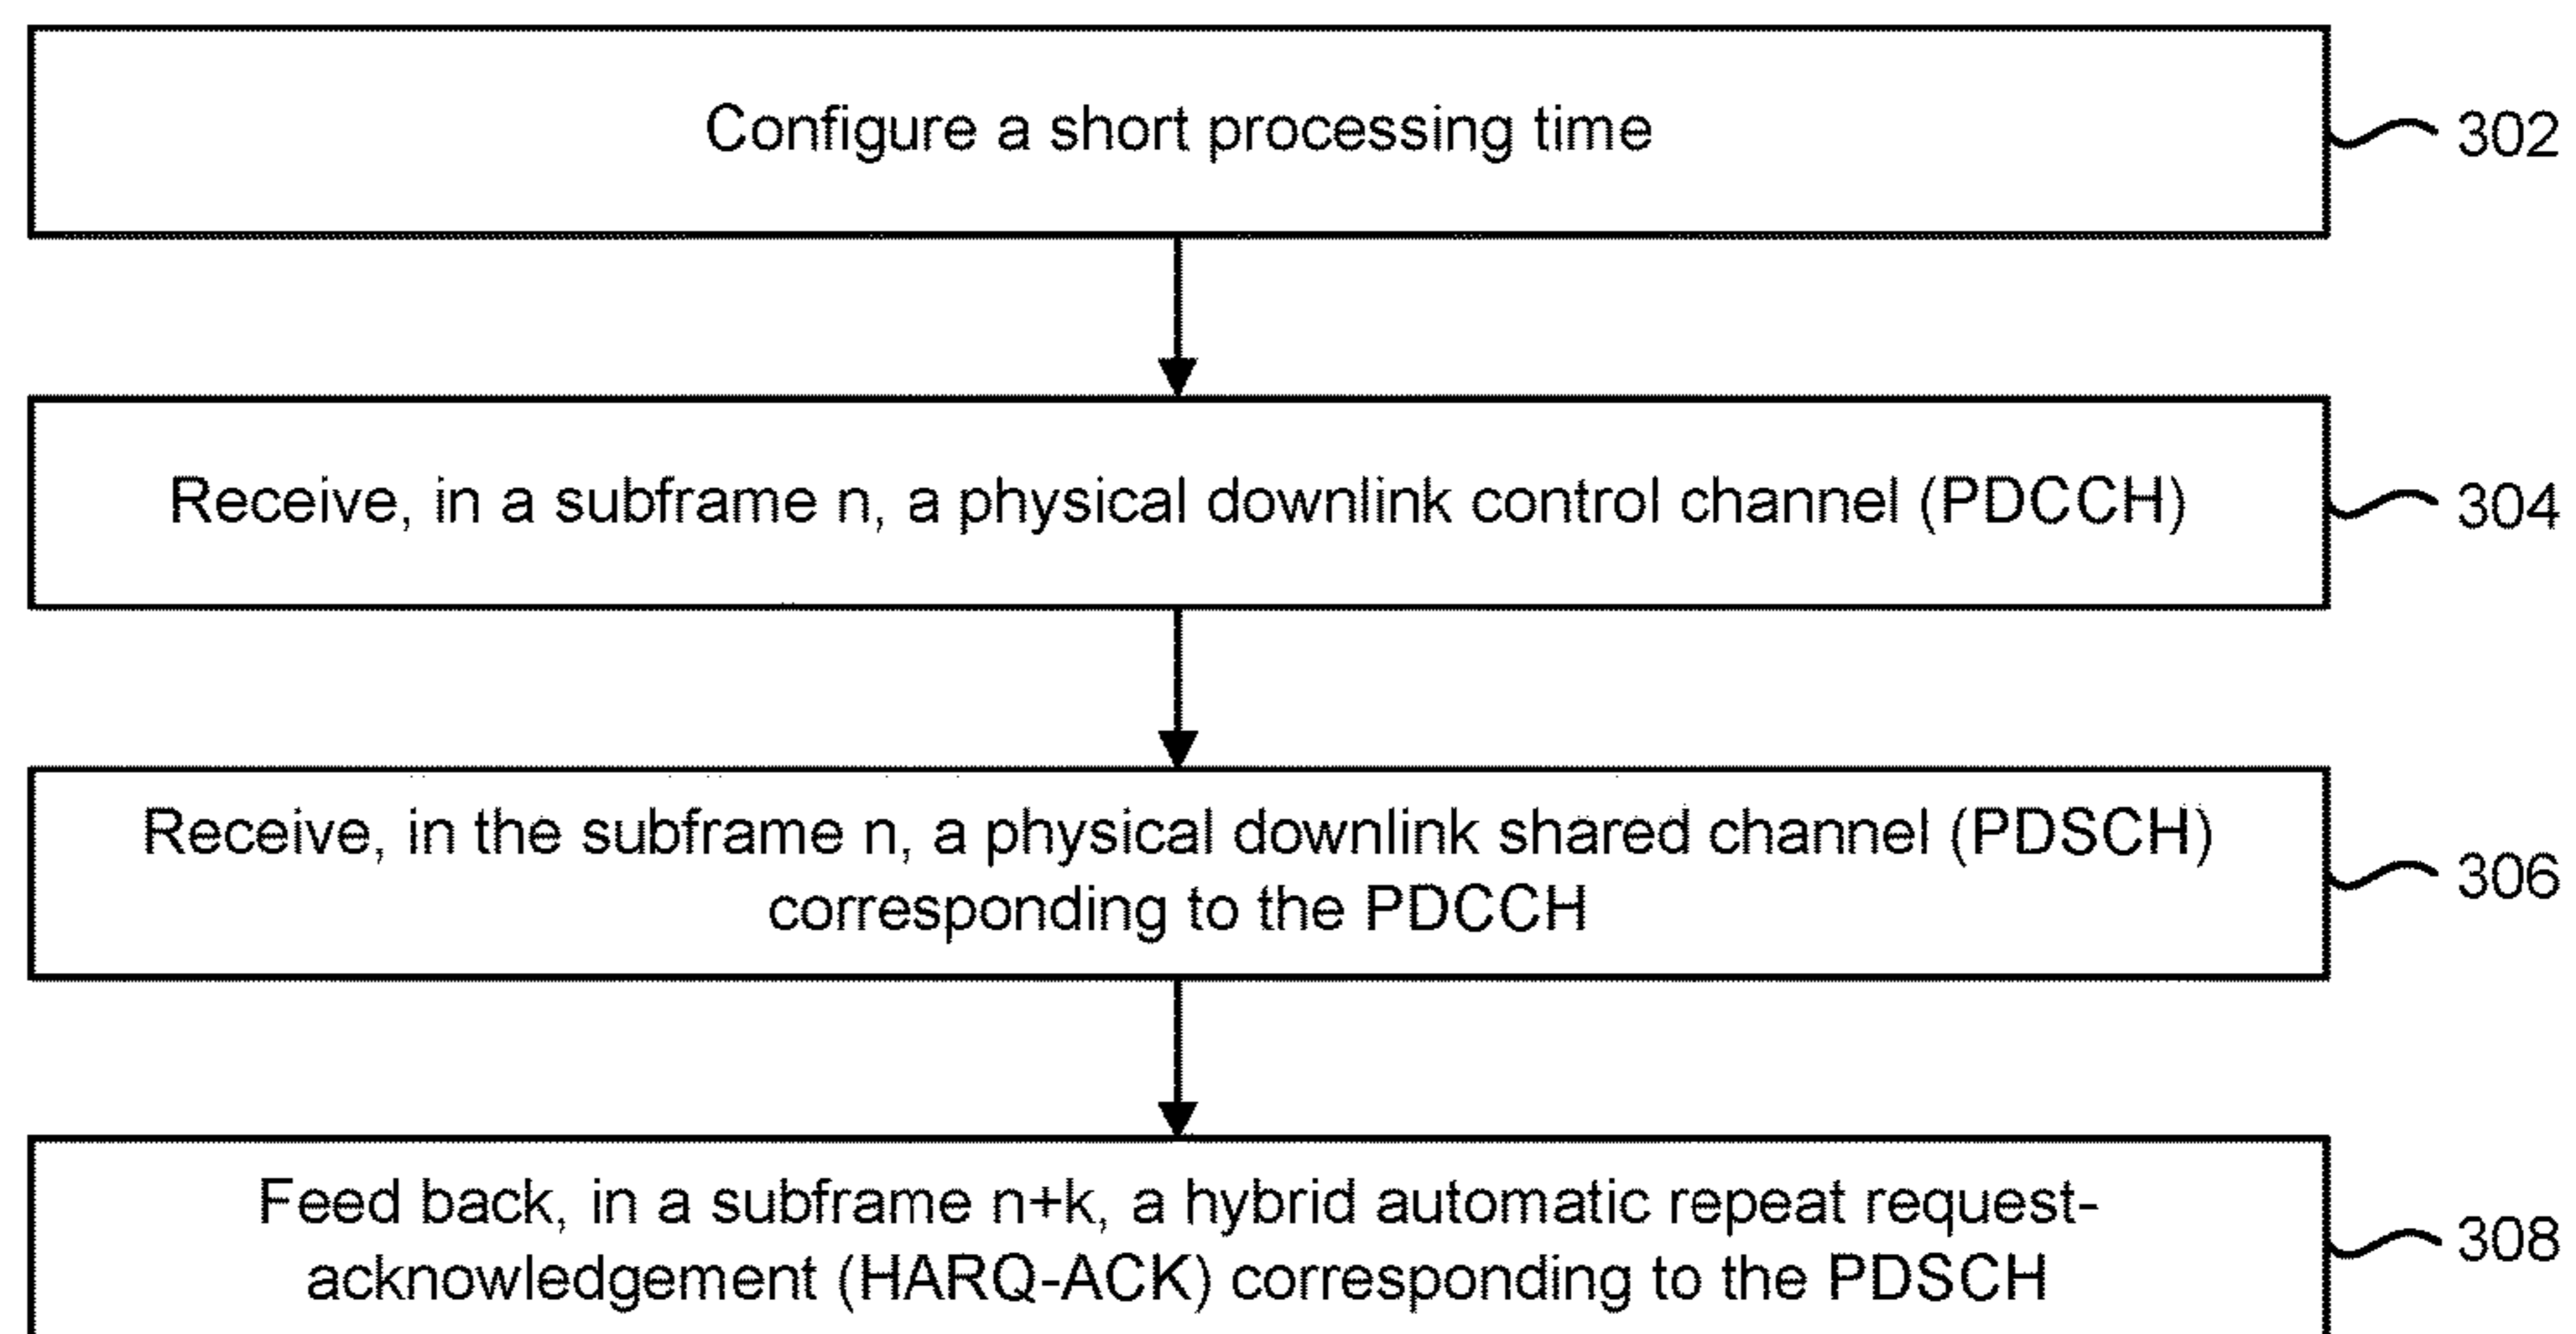 Configure a short processing time
302
Receive, in a subframe n, a physical downlink control channel (PDCCH)
304
Receive, in the subframe n, a physical downlink shared channel (PDSCH)
corresponding to the PDCCH
306
Feed back, in a subframe n+k, a hybrid automatic repeat request-
acknowledgement (HARQ-ACK) corresponding to the PDSCH
308